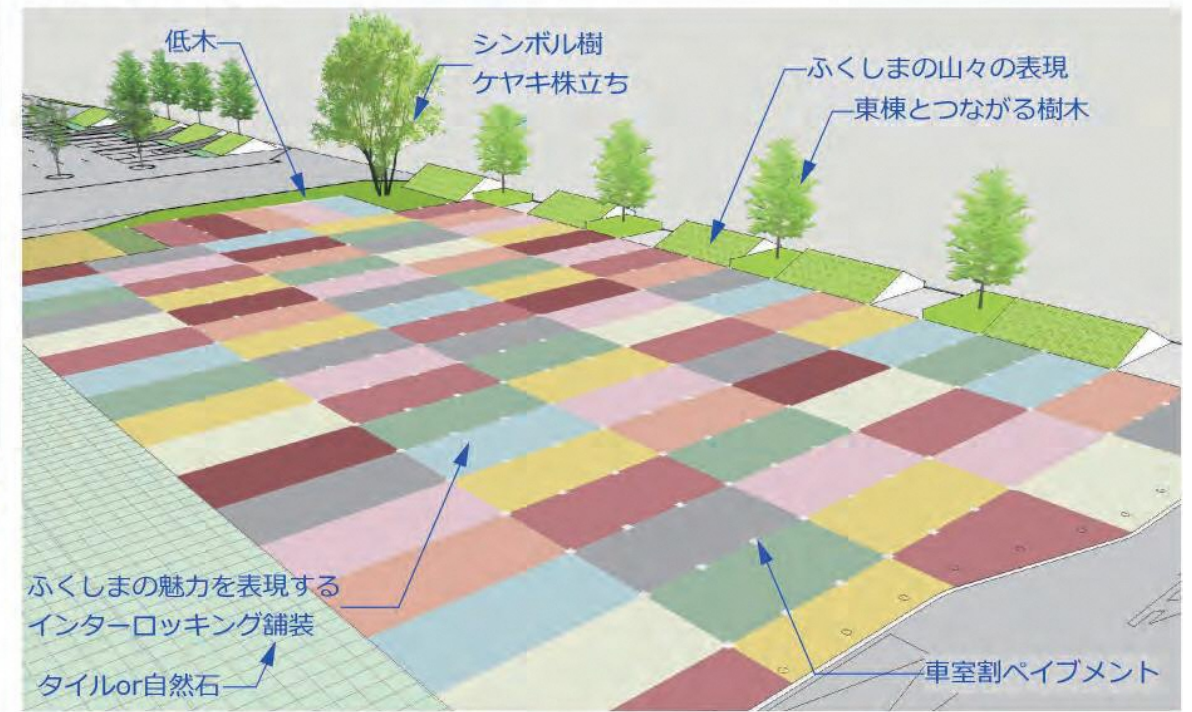 低木
シンボル樹
ケヤキ株立ち
ふくしまの山々の表現
東棟とつながる樹木
ふくしまの魅力を表現する
インターロッキング舗装
タイルor自然石
車室割ペイブメント